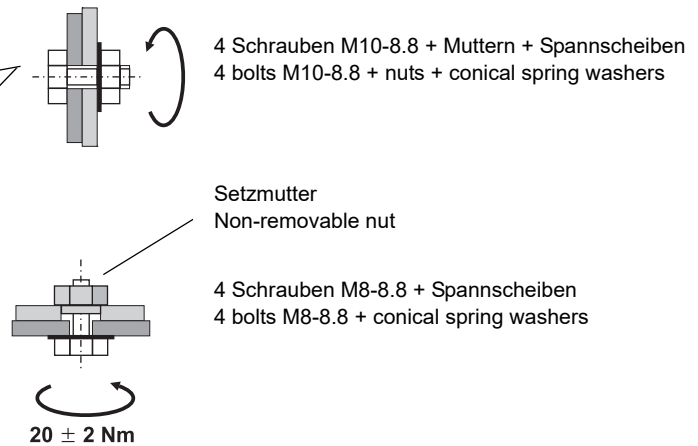 4 Schrauben M10-8.8 + Muttern + Spannscheiben
4 bolts M10-8.8 + nuts + conical spring washers
Setzmutter
Non-removable nut
4 Schrauben M8-8.8 + Spannscheiben
4 bolts M8-8.8 + conical spring washers
20 ± 2 Nm